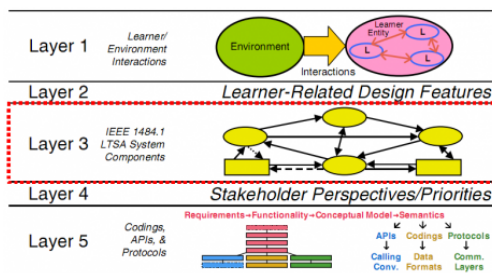 Layer 1
Learner/
Environment
Interactions
Environment
Interactions
Learner
Entity
L
L
L
Layer 2
Learner-Related Design Features
Layer 3
IEEE 1484.1
LTSA System
Components
Layer 4
Stakeholder Perspectives/Priorities
Layer 5
Codings,
APIs, &
Protocols
Requirements→Functionality→Conceptual Model→Semantics
APIs Codings Protocols
Calling Data Comm.
Conv. Formats Layers